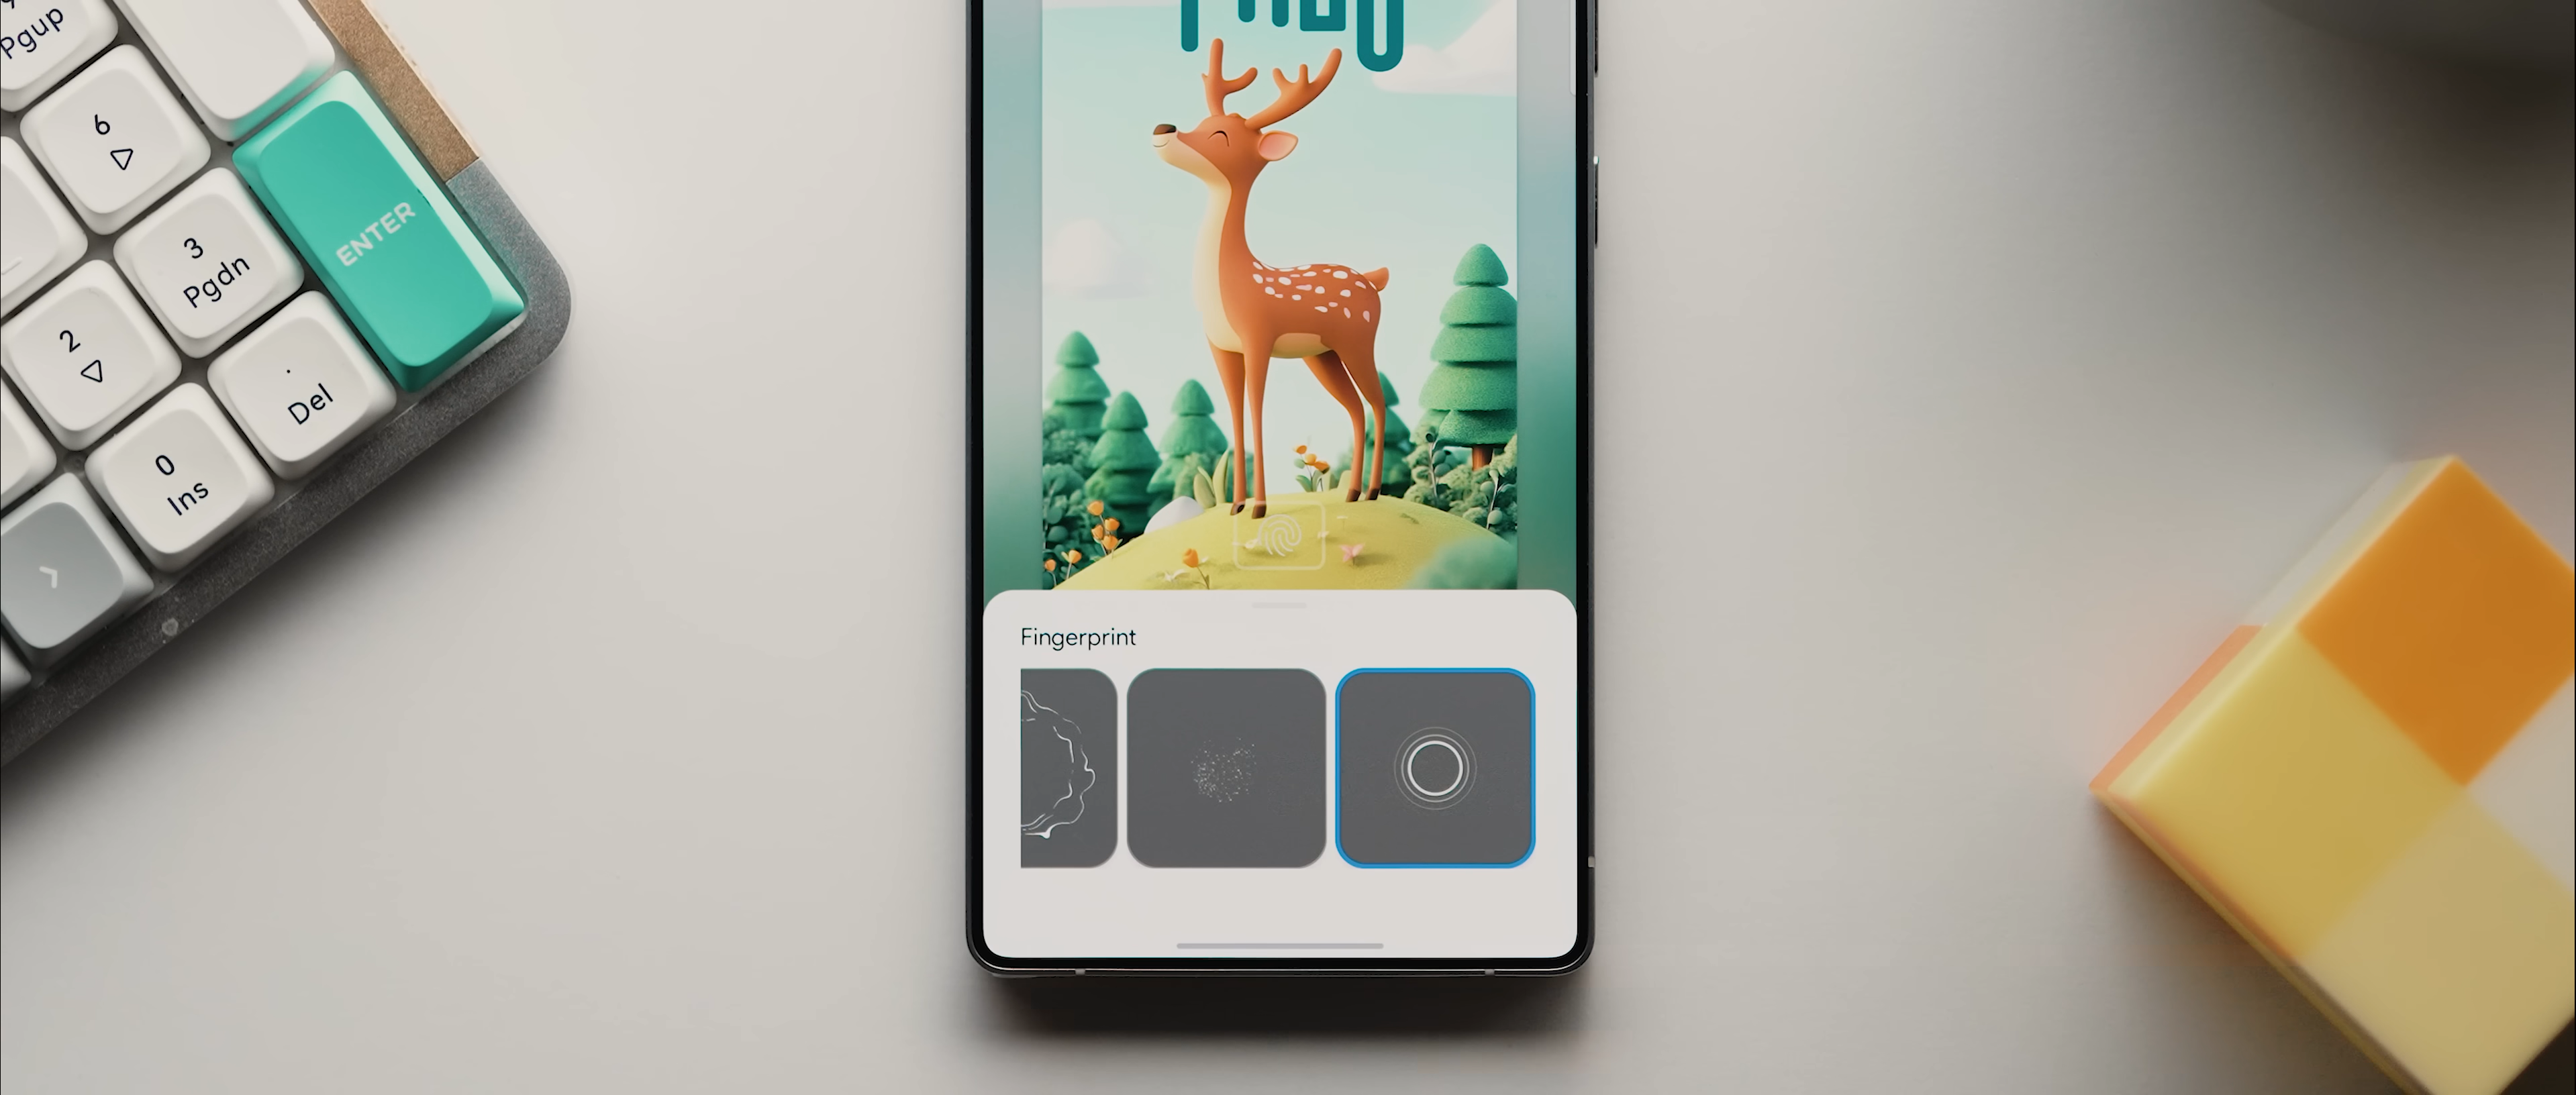 Pgup
6
ENTER
3
Pgdn
2
.
Del
0
Ins
Fingerprint